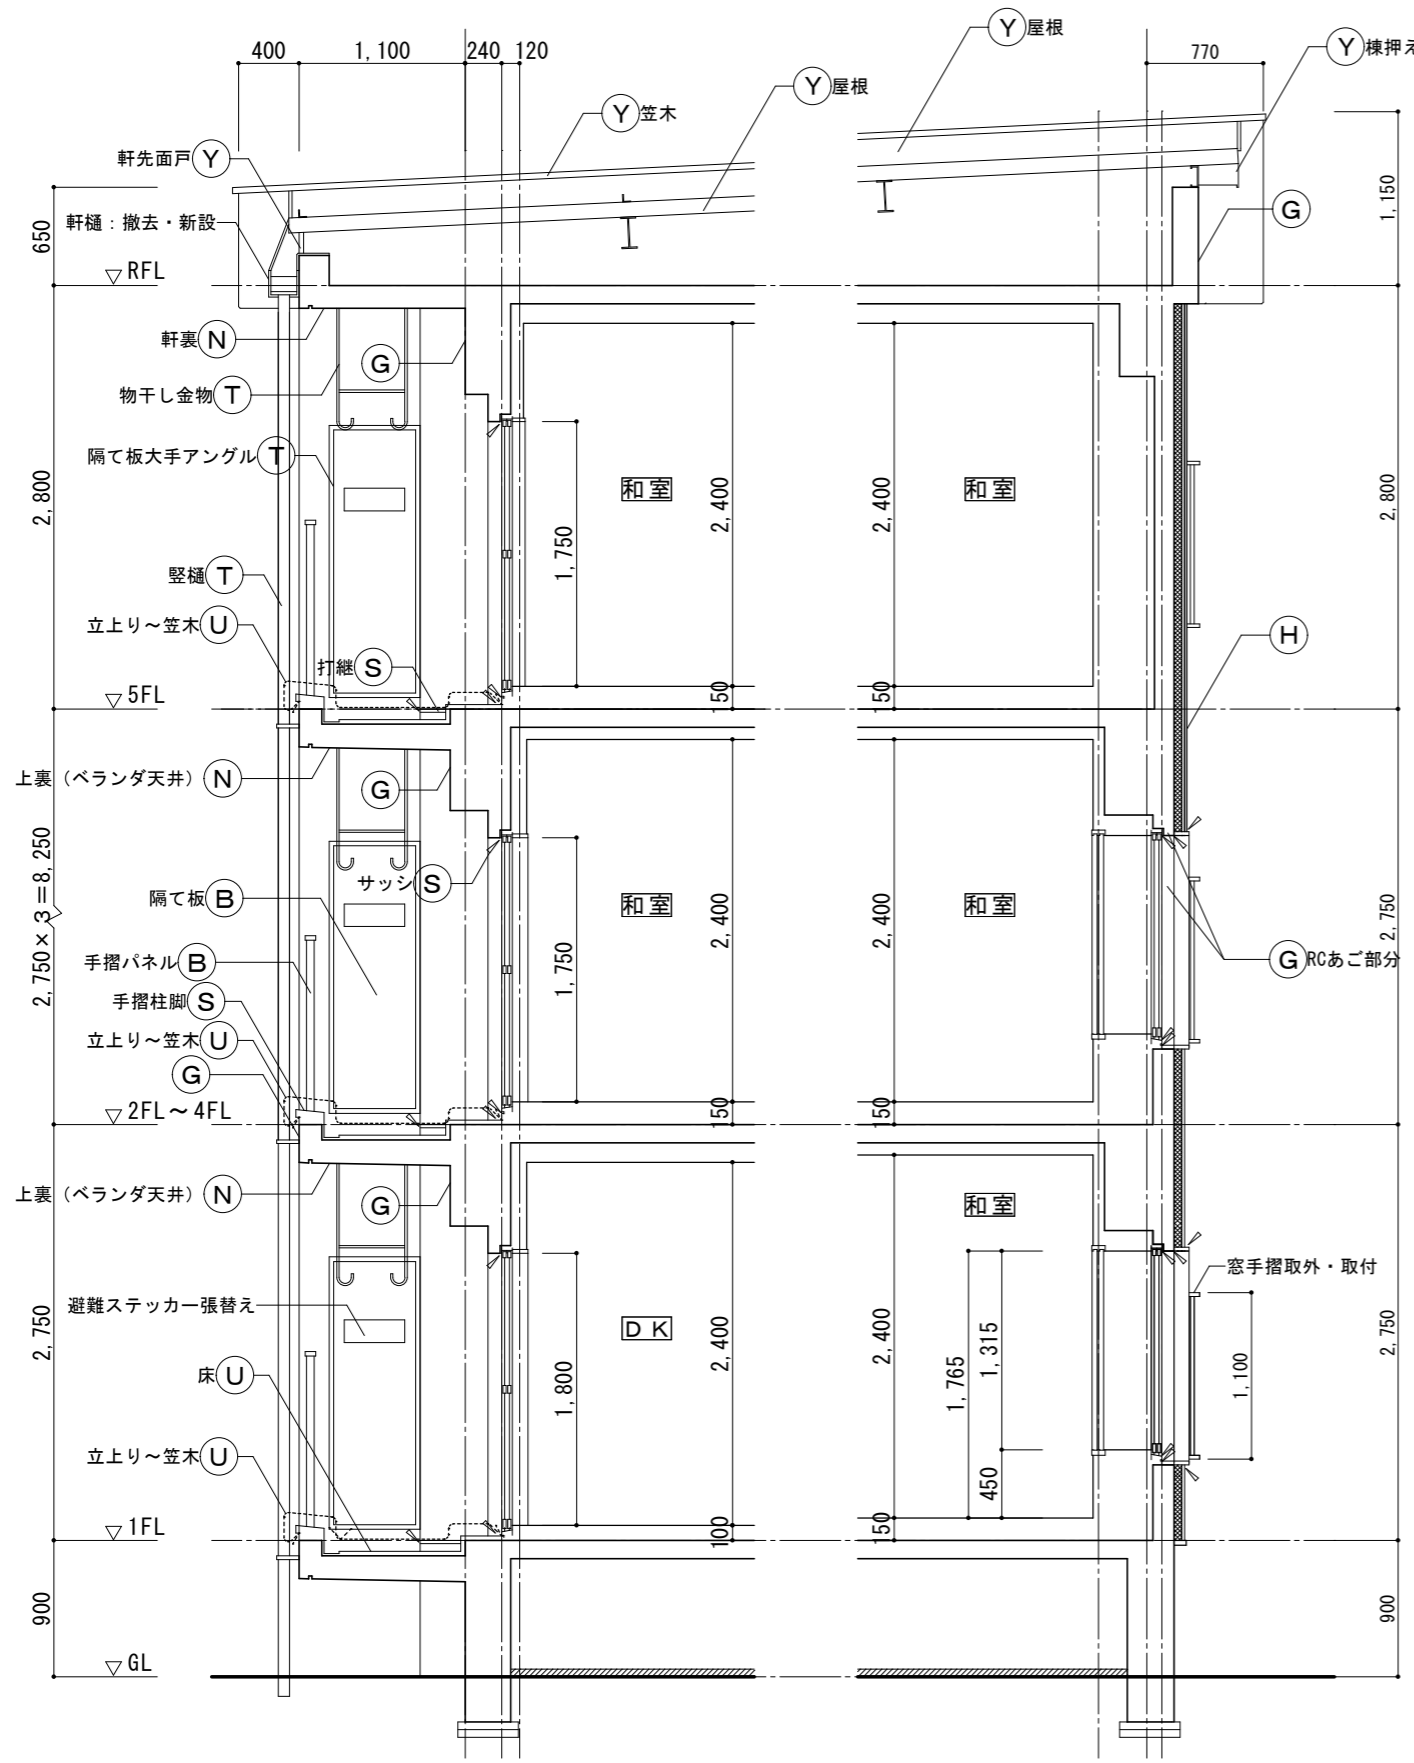 400
1,100
240
120
Y 屋根
770
Y 棟押え
Y 屋根
Y 笠木
軒先面戸 Y
650
軒樋：撤去・新設
1,150
G
▽ RFL
軒裏 N
G
物干し金物 T
隔て板大手アングル T
2,800
和室
2,400
2,400
和室
2,800
1,750
竪樋 T
立上り～笠木 U
打継 S
H
▽ 5FL
150
150
上裏（ベランダ天井） N
G
サッシ S
隔て板 B
2,750×3＝8,250
和室
2,400
2,400
和室
2,750
1,750
手摺パネル B
G RCあご部分
手摺柱脚 S
立上り～笠木 U
G
▽ 2FL～4FL
150
150
上裏（ベランダ天井） N
G
和室
窓手摺取外・取付
避難ステッカー張替え
2,750
DK
2,400
2,400
1,315
2,750
1,800
1,765
1,100
床 U
450
立上り～笠木 U
▽ 1FL
100
150
900
900
▽ GL